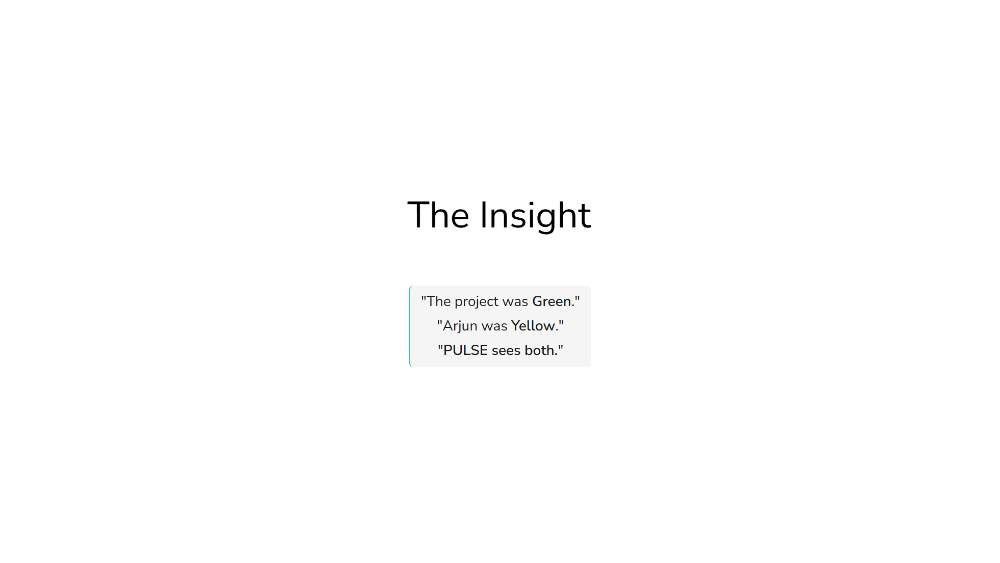 The Insight
"The project was Green."
"Arjun was Yellow."
"PULSE sees both."